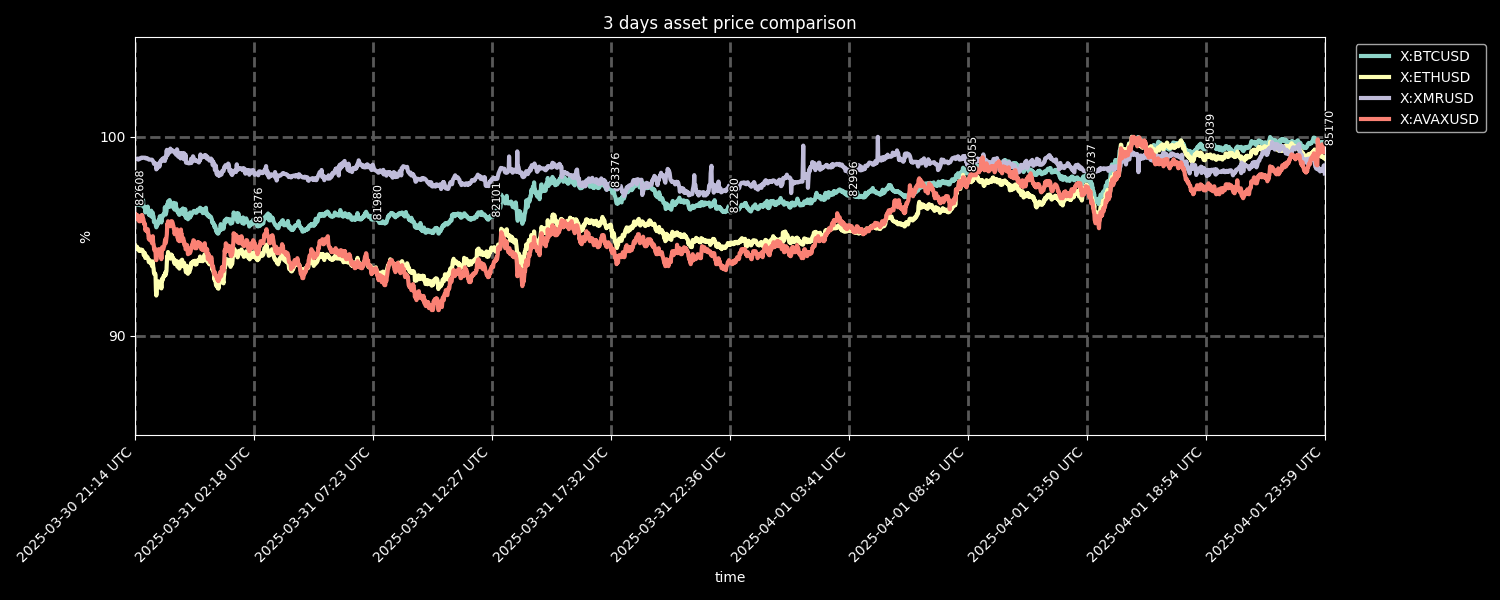 3 days asset price comparison
X:BTCUSD
X:ETHUSD
X:XMRUSD
X:AVAXUSD
%
100
90
82608
81876
81980
82101
83376
82280
82996
84055
83737
85039
85170
2025-03-30 21:14 UTC
2025-03-31 02:18 UTC
2025-03-31 07:23 UTC
2025-03-31 12:27 UTC
2025-03-31 17:32 UTC
2025-03-31 22:36 UTC
2025-04-01 03:41 UTC
2025-04-01 08:45 UTC
2025-04-01 13:50 UTC
2025-04-01 18:54 UTC
2025-04-01 23:59 UTC
time